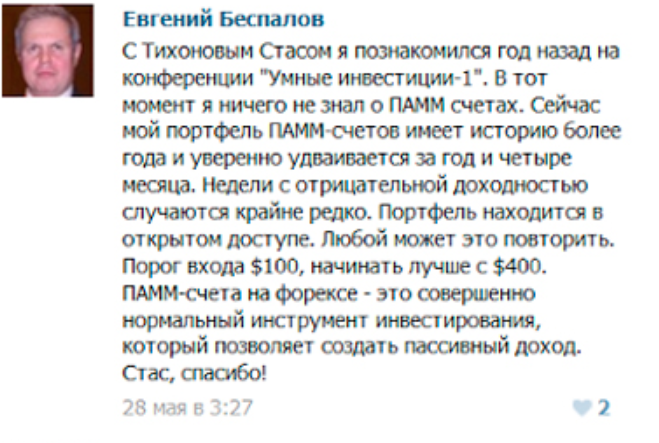 Евгений Беспалов
С Тихоновым Стасом я познакомился год назад на
конференции "Умные инвестиции-1". В тот
момент я ничего не знал о ПАММ счетах. Сейчас
мой портфель ПАММ-счетов имеет историю более
года и уверенно удваивается за год и четыре
месяца. Недели с отрицательной доходностью
случаются крайне редко. Портфель находится в
открытом доступе. Любой может это повторить.
Порог входа $100, начинать лучше с $400.
ПАММ-счета на форексе - это совершенно
нормальный инструмент инвестирования,
который позволяет создать пассивный доход.
Стас, спасибо!
28 мая в 3:27
2